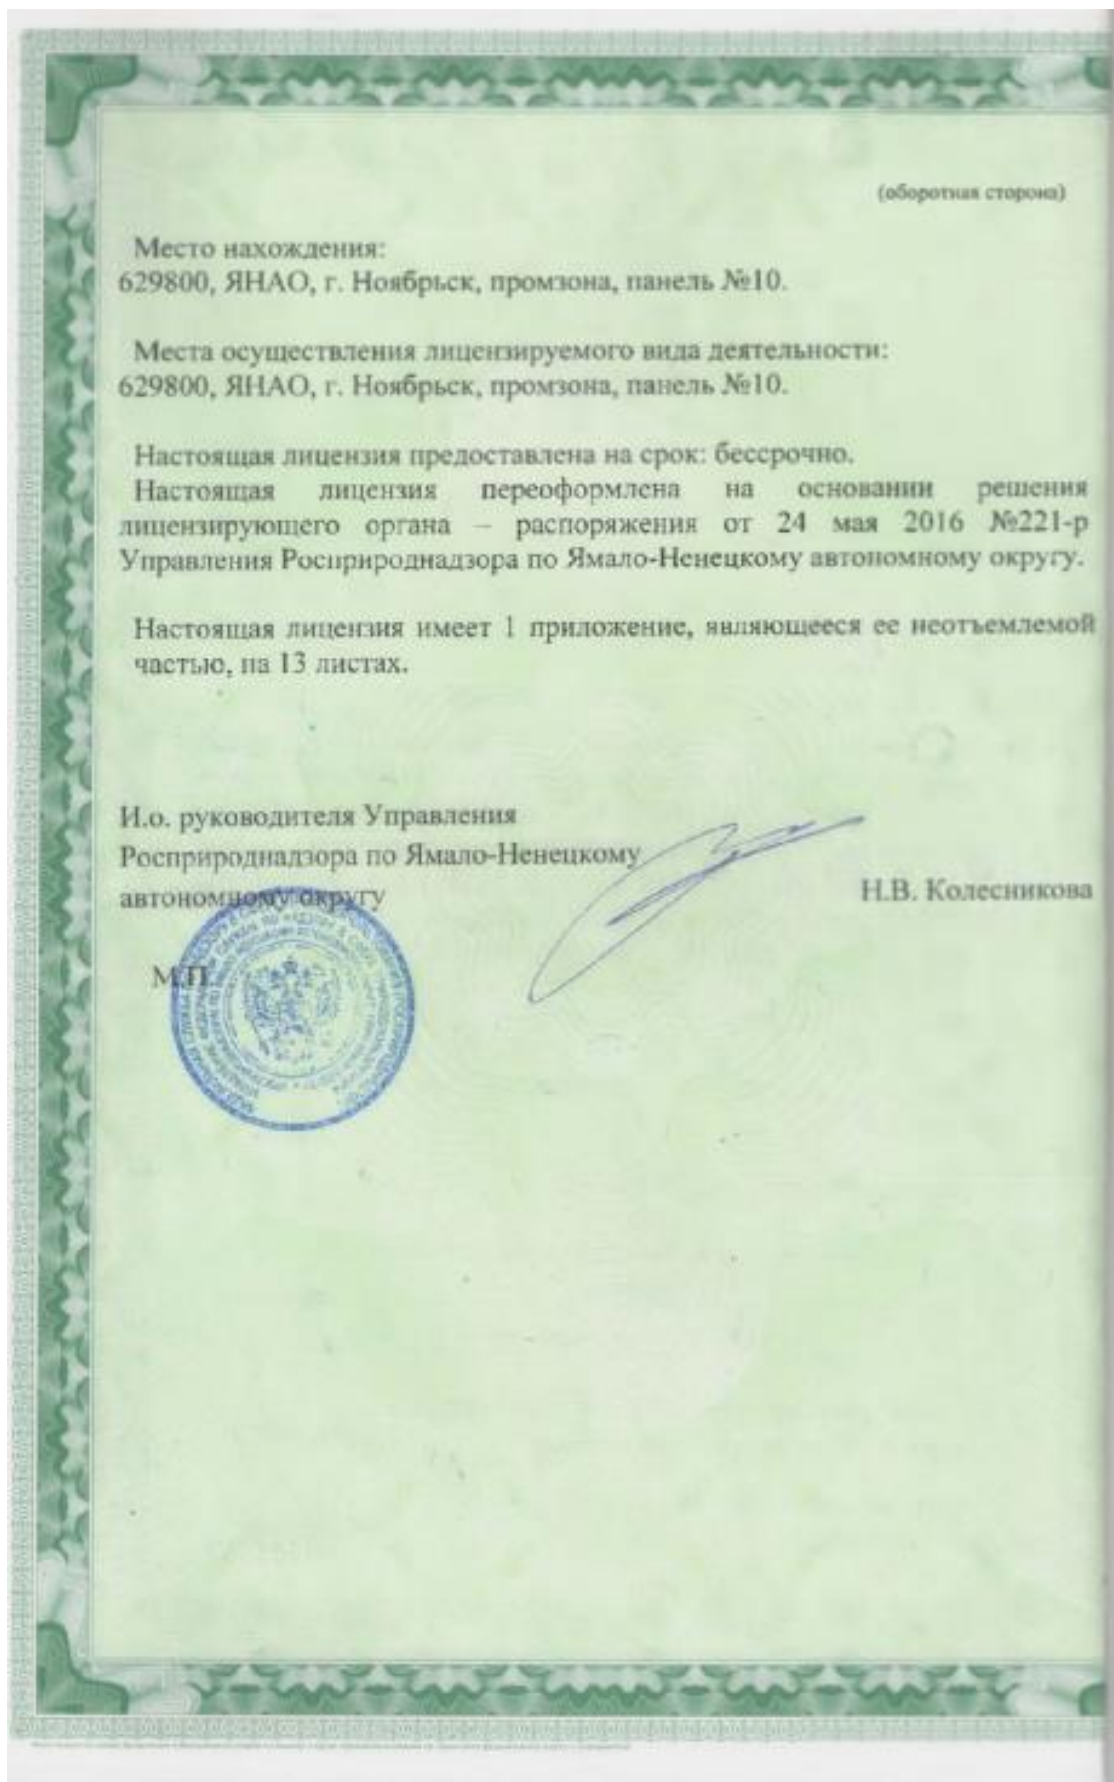 (оборотная сторона)
Место нахождения:
629800, ЯНАО, г. Ноябрьск, промзона, панель №10.
Места осуществления лицензируемого вида деятельности:
629800, ЯНАО, г. Ноябрьск, промзона, панель №10.
Настоящая лицензия предоставлена на срок: бессрочно.
Настоящая лицензия переоформлена на основании решения
лицензирующего органа – распоряжения от 24 мая 2016 №221-р
Управления Росприроднадзора по Ямало-Ненецкому автономному округу.
Настоящая лицензия имеет 1 приложение, являющееся ее неотъемлемой
частью, на 13 листах.
И.о. руководителя Управления
Росприроднадзора по Ямало-Ненецкому
автономному округу
Н.В. Колесникова
М.П.